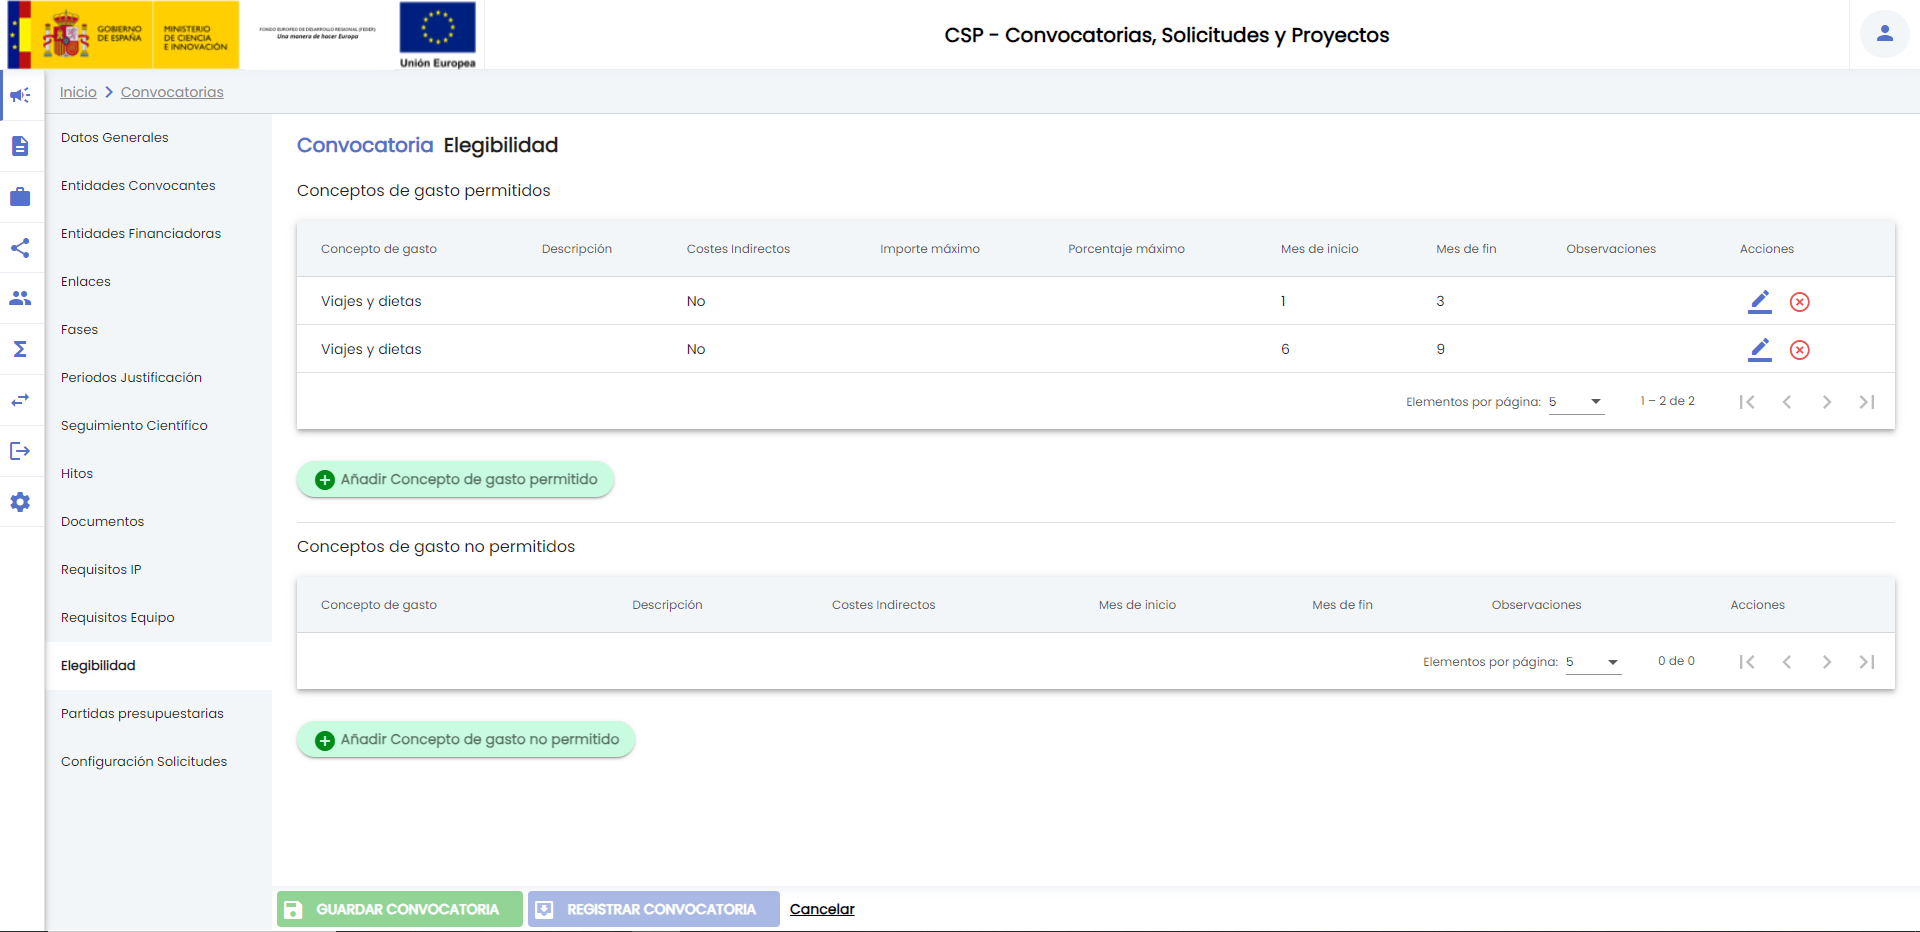 GOBIERNO
DE ESPAÑA
MINISTERIO
DE CIENCIA
E INNOVACIÓN
FONDO EUROPEO DE DESARROLLO REGIONAL (FEDER)
Una manera de hacer Europa
Unión Europea
CSP - Convocatorias, Solicitudes y Proyectos
Inicio Convocatorias
Datos Generales
Entidades Convocantes
Entidades Financiadoras
Enlaces
Fases
Periodos Justificación
Seguimiento Científico
Hitos
Documentos
Requisitos IP
Requisitos Equipo
Elegibilidad
Partidas presupuestarias
Configuración Solicitudes
Convocatoria Elegibilidad
Conceptos de gasto permitidos
Concepto de gasto Descripción Costes Indirectos Importe máximo Porcentaje máximo Mes de inicio Mes de fin Observaciones Acciones
Viajes y dietas No 1 3
Viajes y dietas No 6 9
Elementos por página: 5 1 – 2 de 2
Añadir Concepto de gasto permitido
Conceptos de gasto no permitidos
Concepto de gasto Descripción Costes Indirectos Mes de inicio Mes de fin Observaciones Acciones
Elementos por página: 5 0 de 0
Añadir Concepto de gasto no permitido
GUARDAR CONVOCATORIA REGISTRAR CONVOCATORIA Cancelar